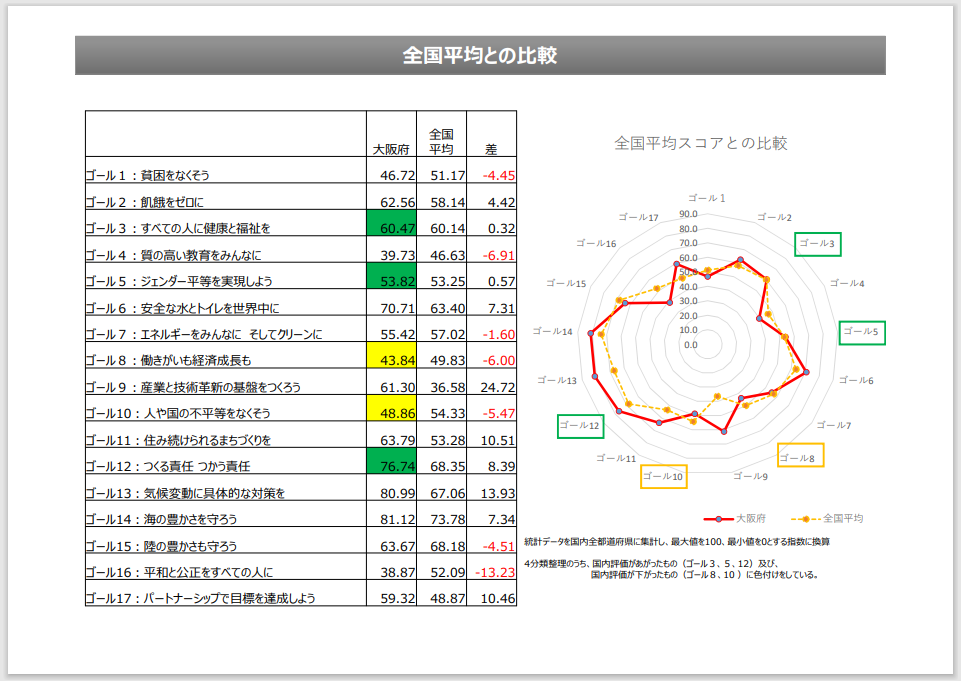 全国平均との比較
大阪府 全国平均 差
ゴール１：貧困をなくそう 46.72 51.17 -4.45
ゴール２：飢餓をゼロに 62.56 58.14 4.42
ゴール３：すべての人に健康と福祉を 60.47 60.14 0.32
ゴール４：質の高い教育をみんなに 39.73 46.63 -6.91
ゴール５：ジェンダー平等を実現しよう 53.82 53.25 0.57
ゴール６：安全な水とトイレを世界中に 70.71 63.40 7.31
ゴール７：エネルギーをみんなに そしてクリーンに 55.42 57.02 -1.60
ゴール８：働きがいも経済成長も 43.84 49.83 -6.00
ゴール９：産業と技術革新の基盤をつくろう 61.30 36.58 24.72
ゴール10：人や国の不平等をなくそう 48.86 54.33 -5.47
ゴール11：住み続けられるまちづくりを 63.79 53.28 10.51
ゴール12：つくる責任 つかう責任 76.74 68.35 8.39
ゴール13：気候変動に具体的な対策を 80.99 67.06 13.93
ゴール14：海の豊かさを守ろう 81.12 73.78 7.34
ゴール15：陸の豊かさも守ろう 63.67 68.18 -4.51
ゴール16：平和と公正をすべての人に 38.87 52.09 -13.23
ゴール17：パートナーシップで目標を達成しよう 59.32 48.87 10.46
全国平均スコアとの比較
ゴール１
ゴール2
ゴール3
ゴール4
ゴール5
ゴール6
ゴール7
ゴール8
ゴール9
ゴール10
ゴール11
ゴール12
ゴール13
ゴール14
ゴール15
ゴール16
ゴール17
90.0
80.0
70.0
60.0
50.0
40.0
30.0
20.0
10.0
0.0
大阪府 全国平均
統計データを国内全都道府県に集計し、最大値を100、最小値を0とする指数に換算
4分類整理のうち、国内評価があがったもの（ゴール３、５、12）及び、
国内評価が下がったもの（ゴール８、10 ）に色付けをしている。